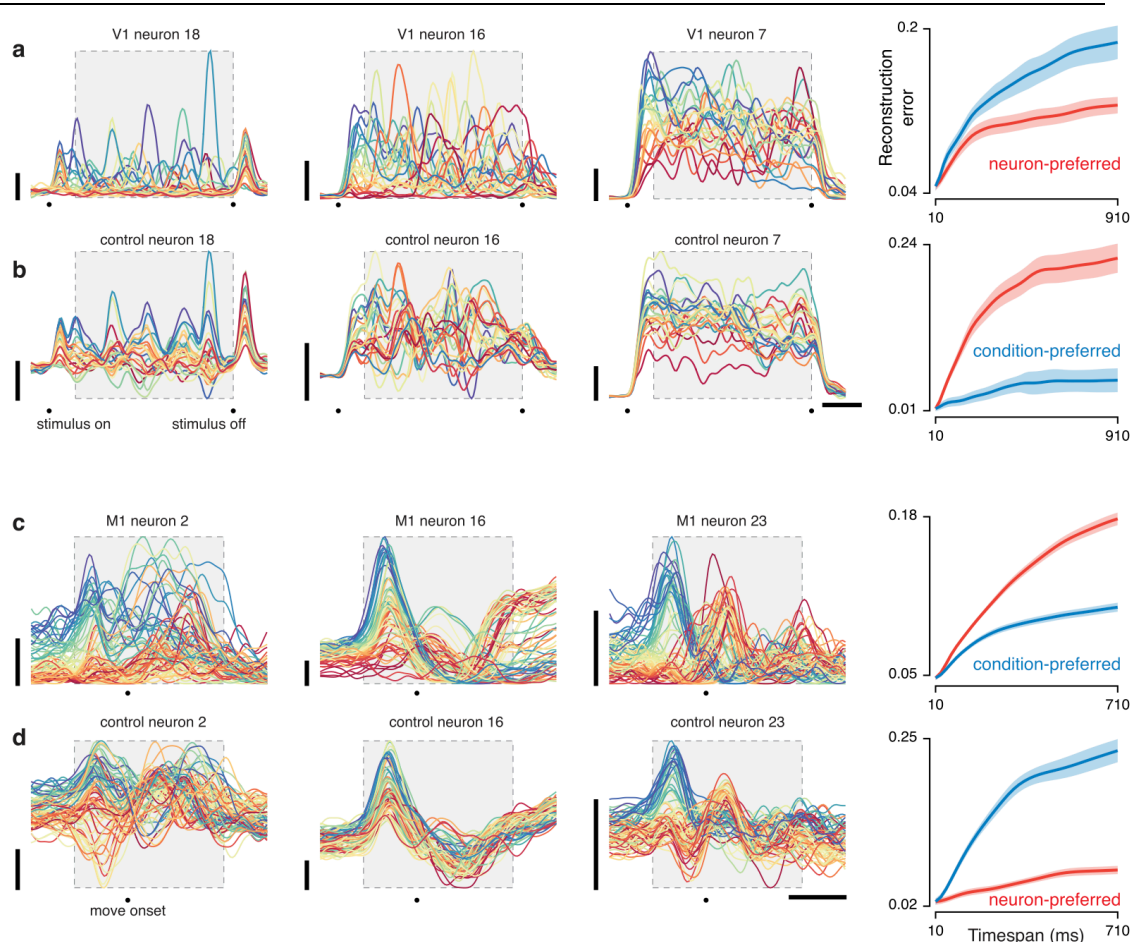 a
V1 neuron 18
V1 neuron 16
V1 neuron 7
Reconstruction
error
0.2
0.04
neuron-preferred
10
910
b
control neuron 18
control neuron 16
control neuron 7
stimulus on
stimulus off
0.24
0.01
condition-preferred
10
910
c
M1 neuron 2
M1 neuron 16
M1 neuron 23
0.18
0.05
condition-preferred
10
710
d
control neuron 2
control neuron 16
control neuron 23
move onset
0.25
0.02
neuron-preferred
10
710
Timespan (ms)